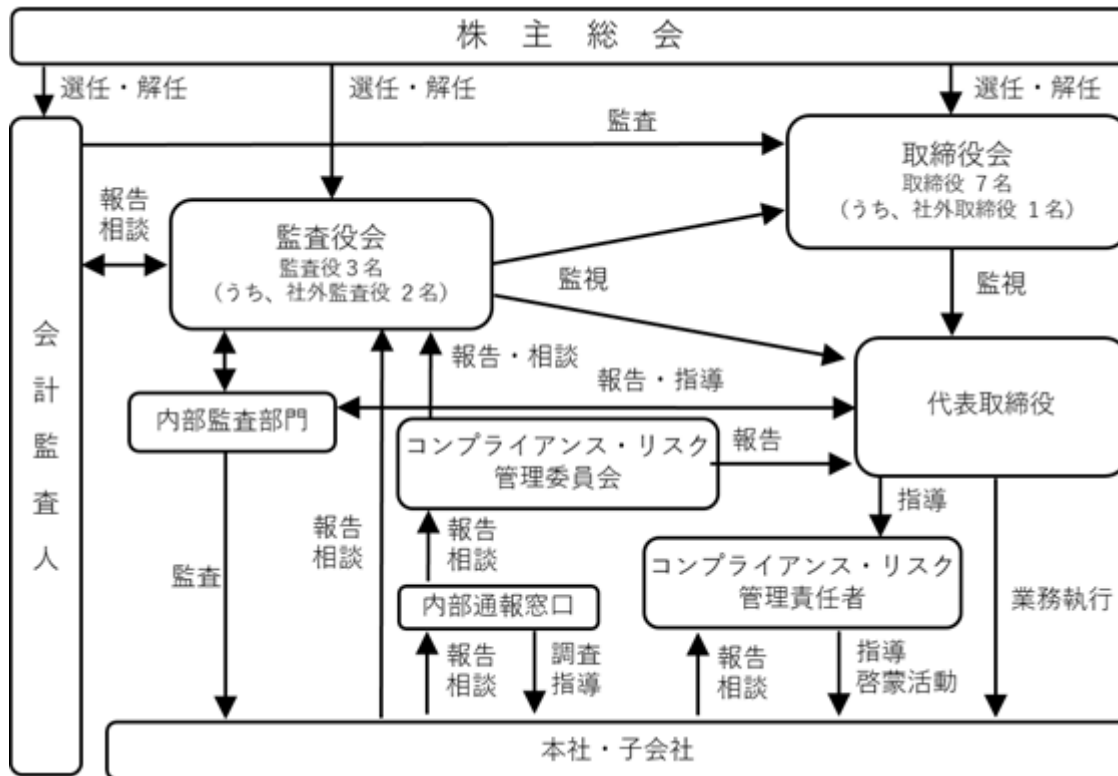 株主総会
選任・解任
選任・解任
選任・解任
監査
取締役会
取締役 7名
（うち、社外取締役 1名）
報告
相談
監査役会
監査役3名
（うち、社外監査役 2名）
監視
監視
会計監査人
報告・相談
報告・指導
代表取締役
内部監査部門
コンプライアンス・リスク
管理委員会
報告
指導
報告
相談
報告
相談
コンプライアンス・リスク
管理責任者
監査
内部通報窓口
業務執行
報告
相談
調査
指導
報告
相談
指導
啓蒙活動
本社・子会社